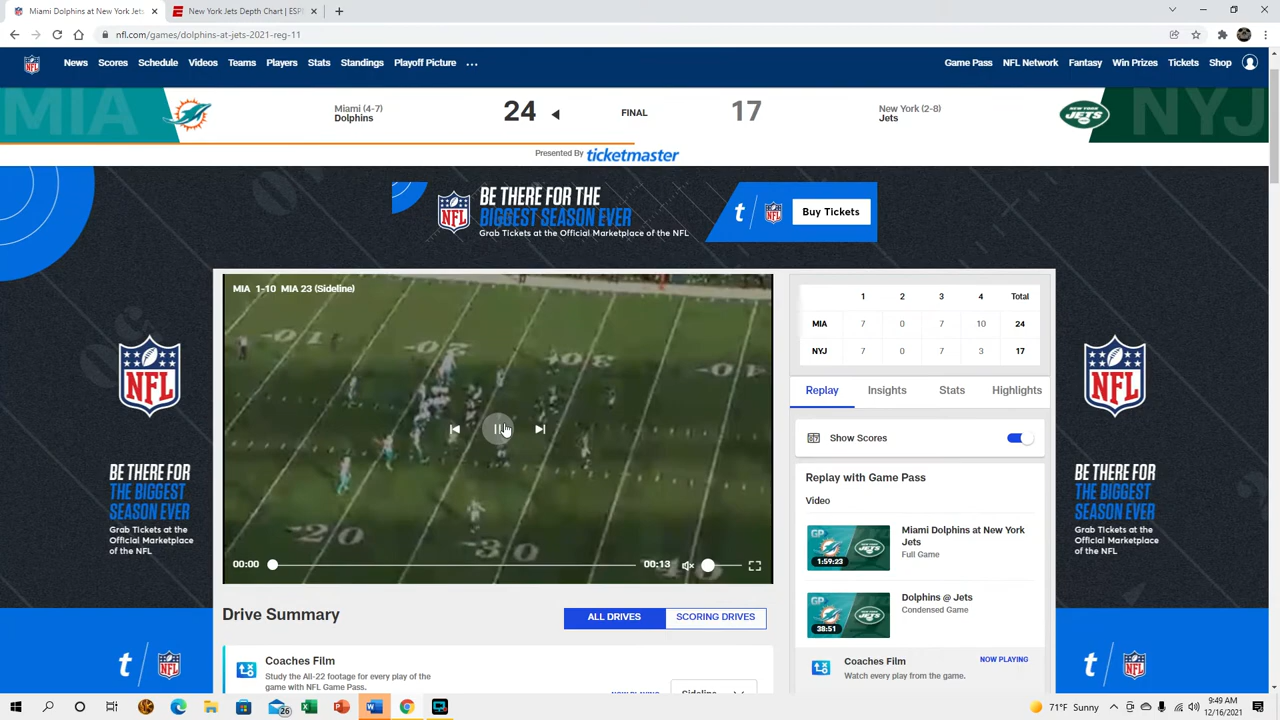 Miami Dolphins at New York Jets
New York Jets Depth Chart | ESPN
nfl.com/games/dolphins-at-jets-2021-reg-11
News Scores Schedule Videos Teams Players Stats Standings Playoff Picture ...
Game Pass NFL Network Fantasy Win Prizes Tickets Shop
MIA
Miami (4-7)
Dolphins
24
FINAL
17
New York (2-8)
Jets
NYJ
Presented By ticketmaster
BE THERE FOR THE
BIGGEST SEASON EVER
Grab Tickets at the Official Marketplace of the NFL
t NFL Buy Tickets
MIA 1-10 MIA 23 (Sideline)
00:00
00:13
1 2 3 4 Total
MIA 7 0 7 10 24
NYJ 7 0 7 3 17
Replay Insights Stats Highlights
Show Scores
Replay with Game Pass
Video
Miami Dolphins at New York
Jets
Full Game
1:59:23
Dolphins @ Jets
Condensed Game
38:51
Coaches Film
NOW PLAYING
Watch every play from the game.
Drive Summary
ALL DRIVES
SCORING DRIVES
Coaches Film
Study the All-22 footage for every play of the
game with NFL Game Pass.
NOW PLAYING
Sideline
NFL
BE THERE FOR
THE BIGGEST
SEASON EVER
Grab Tickets at the
Official Marketplace
of the NFL
t NFL
NFL
BE THERE FOR
THE BIGGEST
SEASON EVER
Grab Tickets at the
Official Marketplace
of the NFL
t NFL
26
71°F Sunny
9:49 AM
12/16/2021